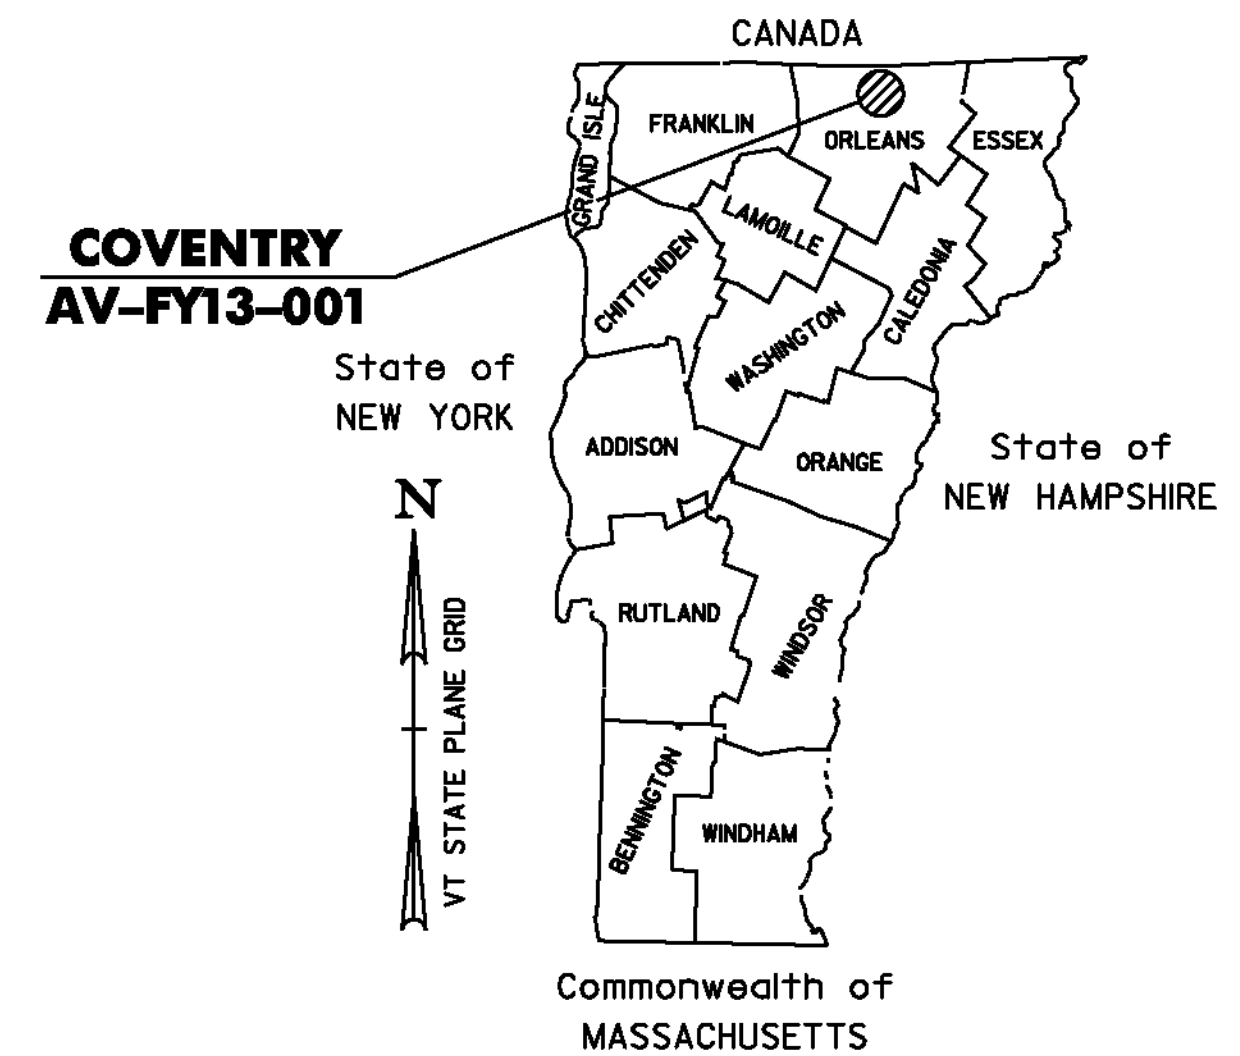 CANADA
GRAND ISLE
FRANKLIN
ORLEANS
ESSEX
LAMOILLE
COVENTRY
AV-FY13-001
CHITTENDEN
CALEDONIA
WASHINGTON
State of
NEW YORK
ADDISON
ORANGE
State of
NEW HAMPSHIRE
N
VT STATE PLANE GRID
RUTLAND
WINDSOR
BENNINGTON
WINDHAM
Commonwealth of
MASSACHUSETTS